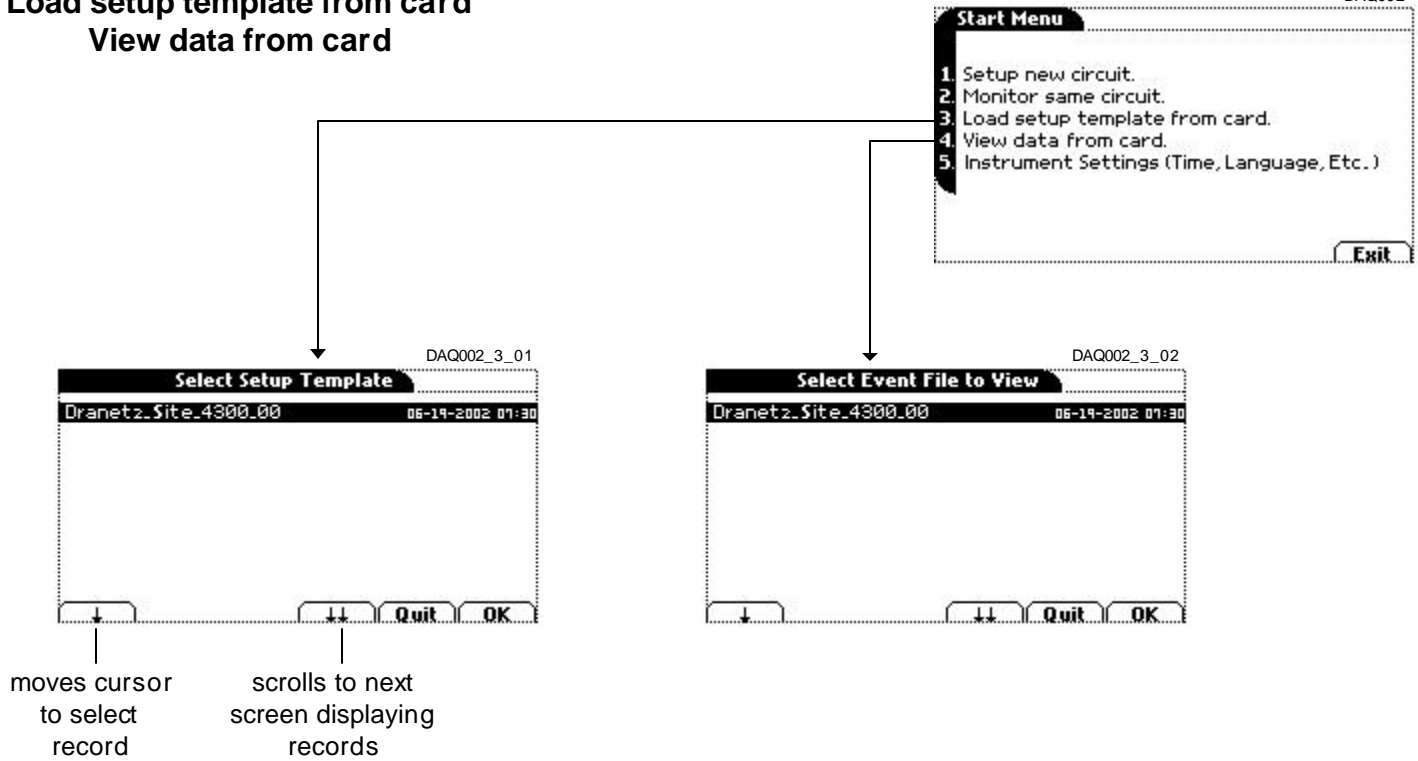 Load setup template from card
View data from card
Start Menu
1. Setup new circuit.
2. Monitor same circuit.
3. Load setup template from card.
4. View data from card.
5. Instrument Settings (Time, Language, Etc.)
Exit
DAQ002_3_01
Select Setup Template
Dranetz_Site_4300_00 06-19-2002 07:30
↓ ↓↓ Quit OK
moves cursor
to select
record
scrolls to next
screen displaying
records
DAQ002_3_02
Select Event File to View
Dranetz_Site_4300_00 06-19-2002 07:30
↓ ↓↓ Quit OK